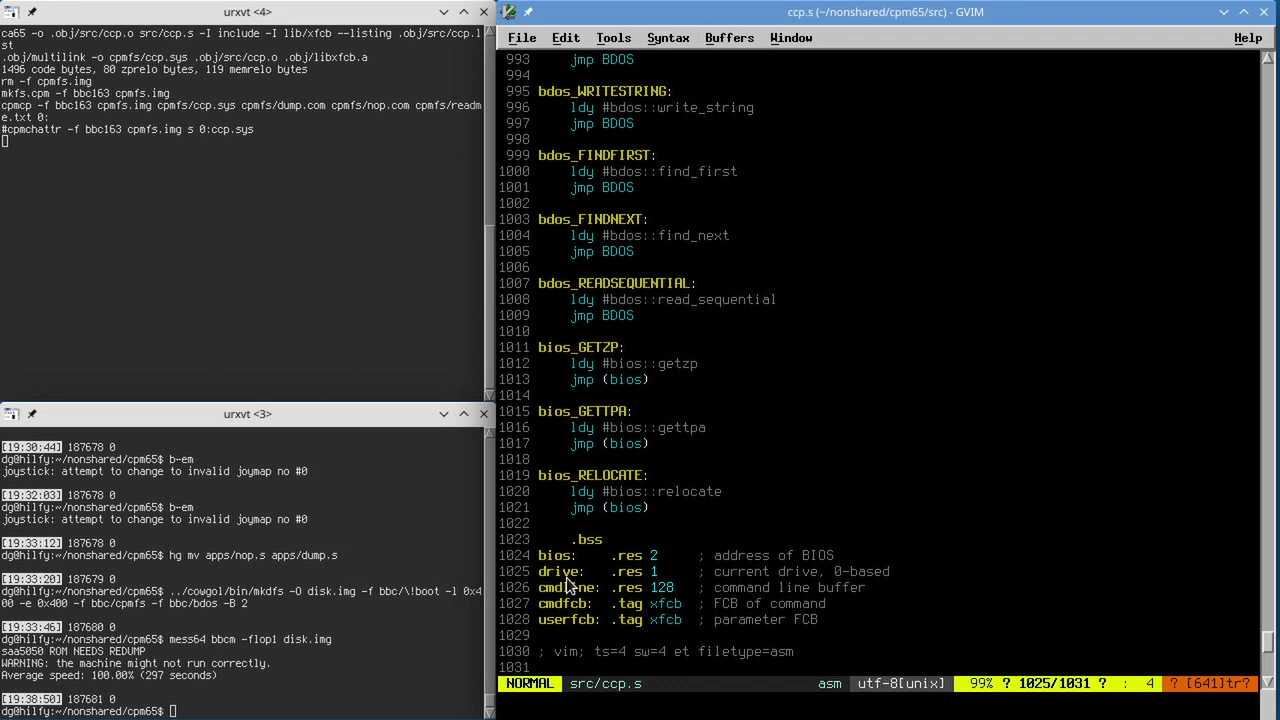 urxvt <4>
ca65 -o .obj/src/ccp.o src/ccp.s -I include -I lib/xfcb --listing .obj/src/ccp.l
st
.obj/multilink -o cpmfs/ccp.sys .obj/src/ccp.o .obj/libxfcb.a
1496 code bytes, 80 zprelo bytes, 119 memrelo bytes
rm -f cpmfs.img
mkfs.cpm -f bbc163 cpmfs.img
cpmcp -f bbc163 cpmfs.img cpmfs/ccp.sys cpmfs/dump.com cpmfs/nop.com cpmfs/readm
e.txt 0:
#cpmchattr -f bbc163 cpmfs.img s 0:ccp.sys
urxvt <3>
[19:30:44] 187678 0
dg@hilfy:~/nonshared/cpm65$ b-em
joystick: attempt to change to invalid joymap no #0
[19:32:03] 187678 0
dg@hilfy:~/nonshared/cpm65$ b-em
joystick: attempt to change to invalid joymap no #0
[19:33:12] 187678 0
dg@hilfy:~/nonshared/cpm65$ hg mv apps/nop.s apps/dump.s
[19:33:20] 187679 0
dg@hilfy:~/nonshared/cpm65$ ../cowgol/bin/mkdfs -O disk.img -f bbc/\!boot -l 0x4
00 -e 0x400 -f bbc/cpmfs -f bbc/bdos -B 2
[19:33:46] 187680 0
dg@hilfy:~/nonshared/cpm65$ mess64 bbcm -flop1 disk.img
saa5050 ROM NEEDS REDUMP
WARNING: the machine might not run correctly.
Average speed: 100.00% (297 seconds)
[19:38:50] 187681 0
dg@hilfy:~/nonshared/cpm65$
ccp.s (~/nonshared/cpm65/src) - GVIM
File Edit Tools Syntax Buffers Window Help
993 jmp BDOS
994
995 bdos_WRITESTRING:
996 ldy #bdos::write_string
997 jmp BDOS
998
999 bdos_FINDFIRST:
1000 ldy #bdos::find_first
1001 jmp BDOS
1002
1003 bdos_FINDNEXT:
1004 ldy #bdos::find_next
1005 jmp BDOS
1006
1007 bdos_READSEQUENTIAL:
1008 ldy #bdos::read_sequential
1009 jmp BDOS
1010
1011 bios_GETZP:
1012 ldy #bios::getzp
1013 jmp (bios)
1014
1015 bios_GETTPA:
1016 ldy #bios::gettpa
1017 jmp (bios)
1018
1019 bios_RELOCATE:
1020 ldy #bios::relocate
1021 jmp (bios)
1022
1023 .bss
1024 bios: .res 2 ; address of BIOS
1025 drive: .res 1 ; current drive, 0-based
1026 cmdline: .res 128 ; command line buffer
1027 cmdfcb: .tag xfcb ; FCB of command
1028 userfcb: .tag xfcb ; parameter FCB
1029
1030 ; vim: ts=4 sw=4 et filetype=asm
1031
NORMAL src/ccp.s asm utf-8[unix] 99% ? 1025/1031 ? : 4 ? [641]tr?